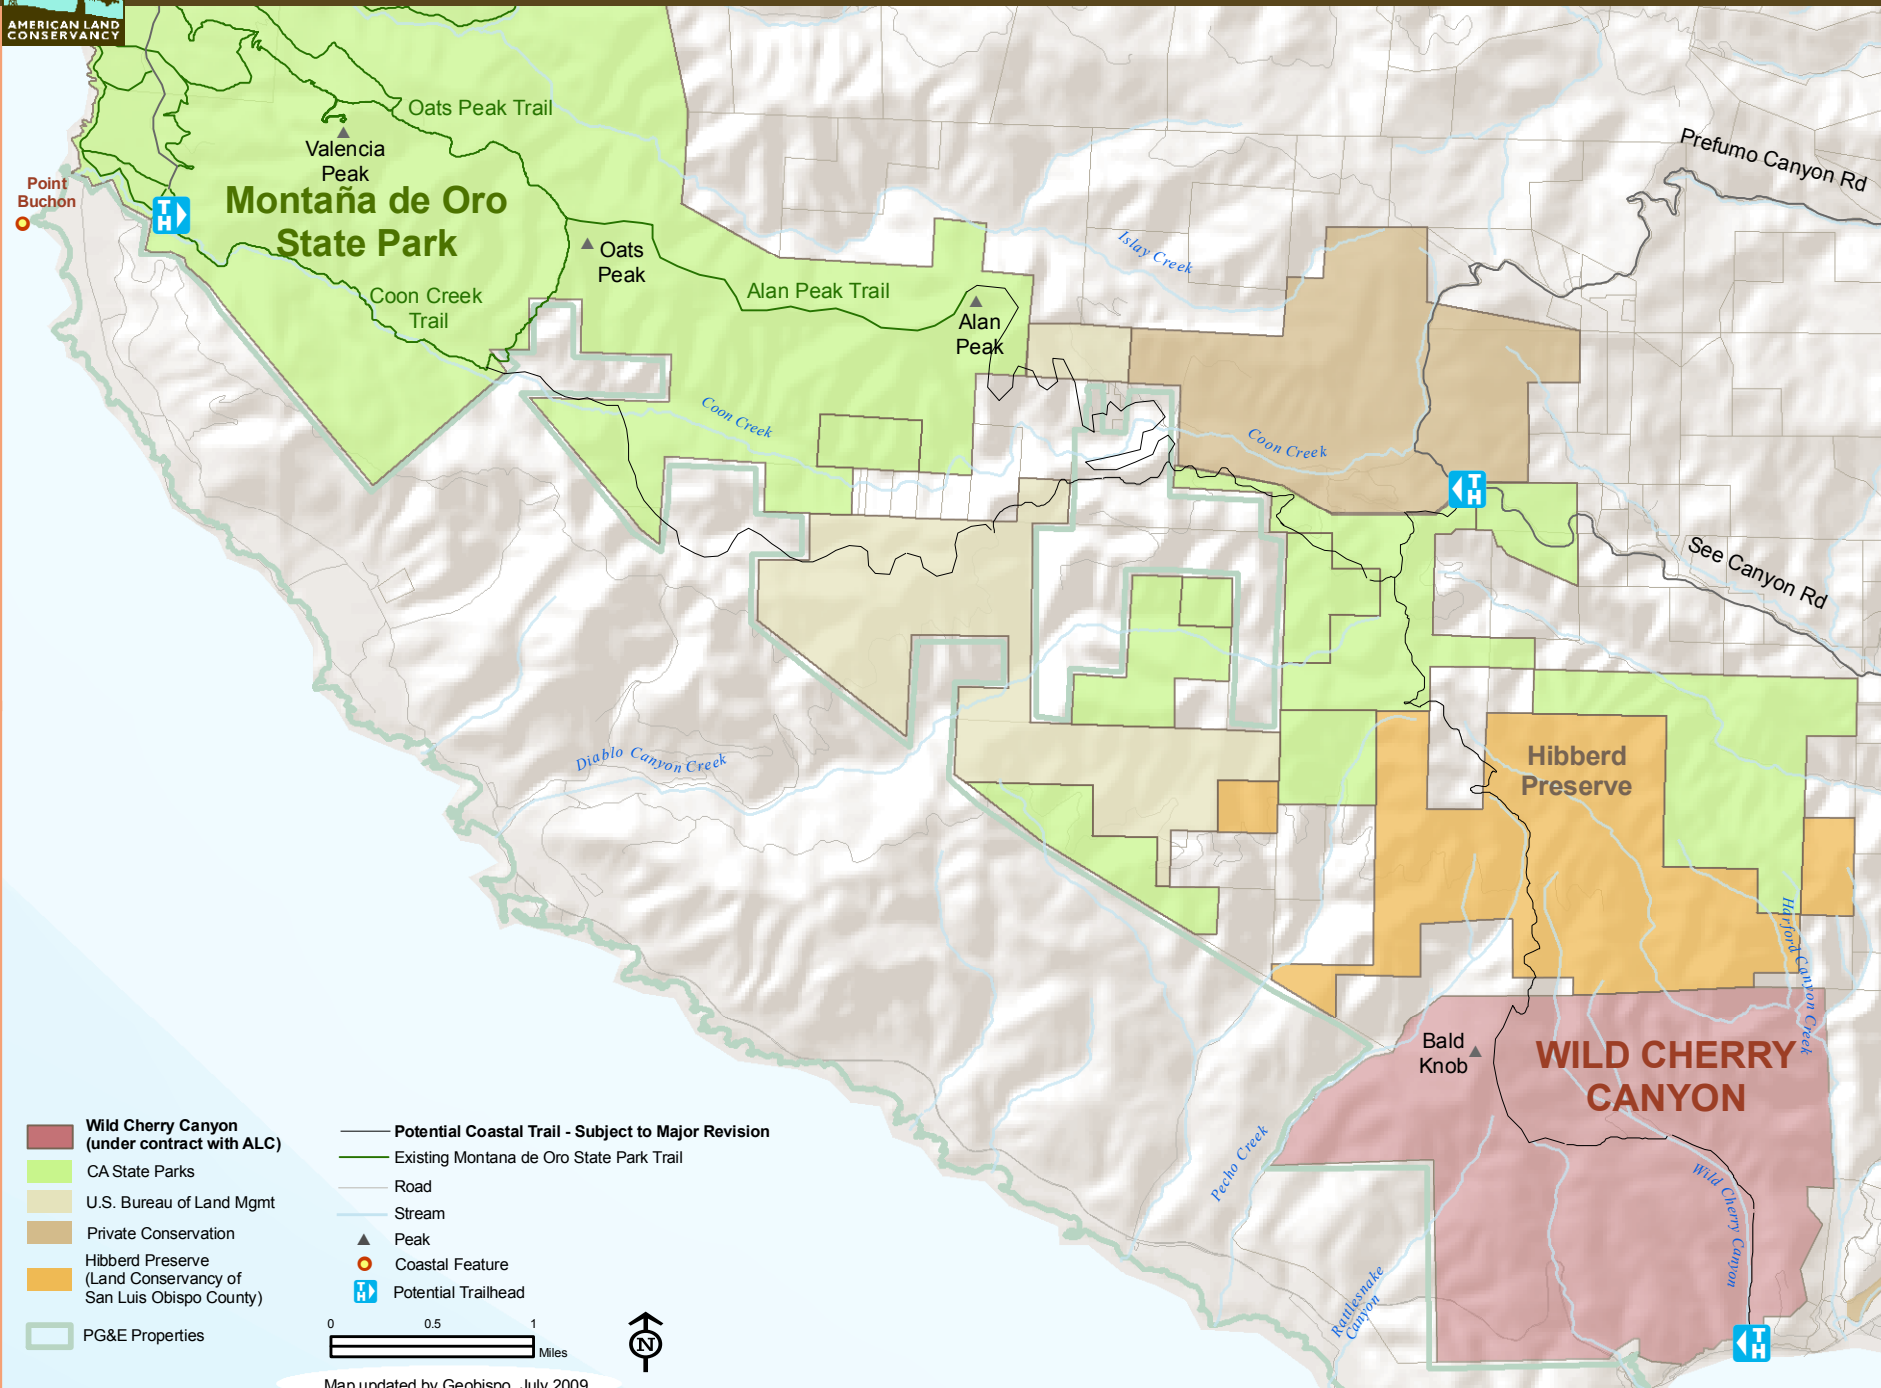 AMERICAN LAND
CONSERVANCY
Oats Peak Trail
Valencia
Peak
Point
Buchon
T
H
Montaña de Oro
State Park
Oats
Peak
Coon Creek
Trail
Alan Peak Trail
Alan
Peak
Islay Creek
Prefumo Canyon Rd
Coon Creek
Coon Creek
T
H
See Canyon Rd
Diablo Canyon Creek
Hibberd
Preserve
Harford Canyon Creek
Bald
Knob
WILD CHERRY
CANYON
Pecho Creek
Wild Cherry Canyon
Rattlesnake
Canyon
T
H
Wild Cherry Canyon
(under contract with ALC)
CA State Parks
U.S. Bureau of Land Mgmt
Private Conservation
Hibberd Preserve
(Land Conservancy of
San Luis Obispo County)
PG&E Properties
Potential Coastal Trail - Subject to Major Revision
Existing Montana de Oro State Park Trail
Road
Stream
Peak
Coastal Feature
T
H
Potential Trailhead
0 0.5 1
Miles
N
Map updated by Geobispo, July 2009